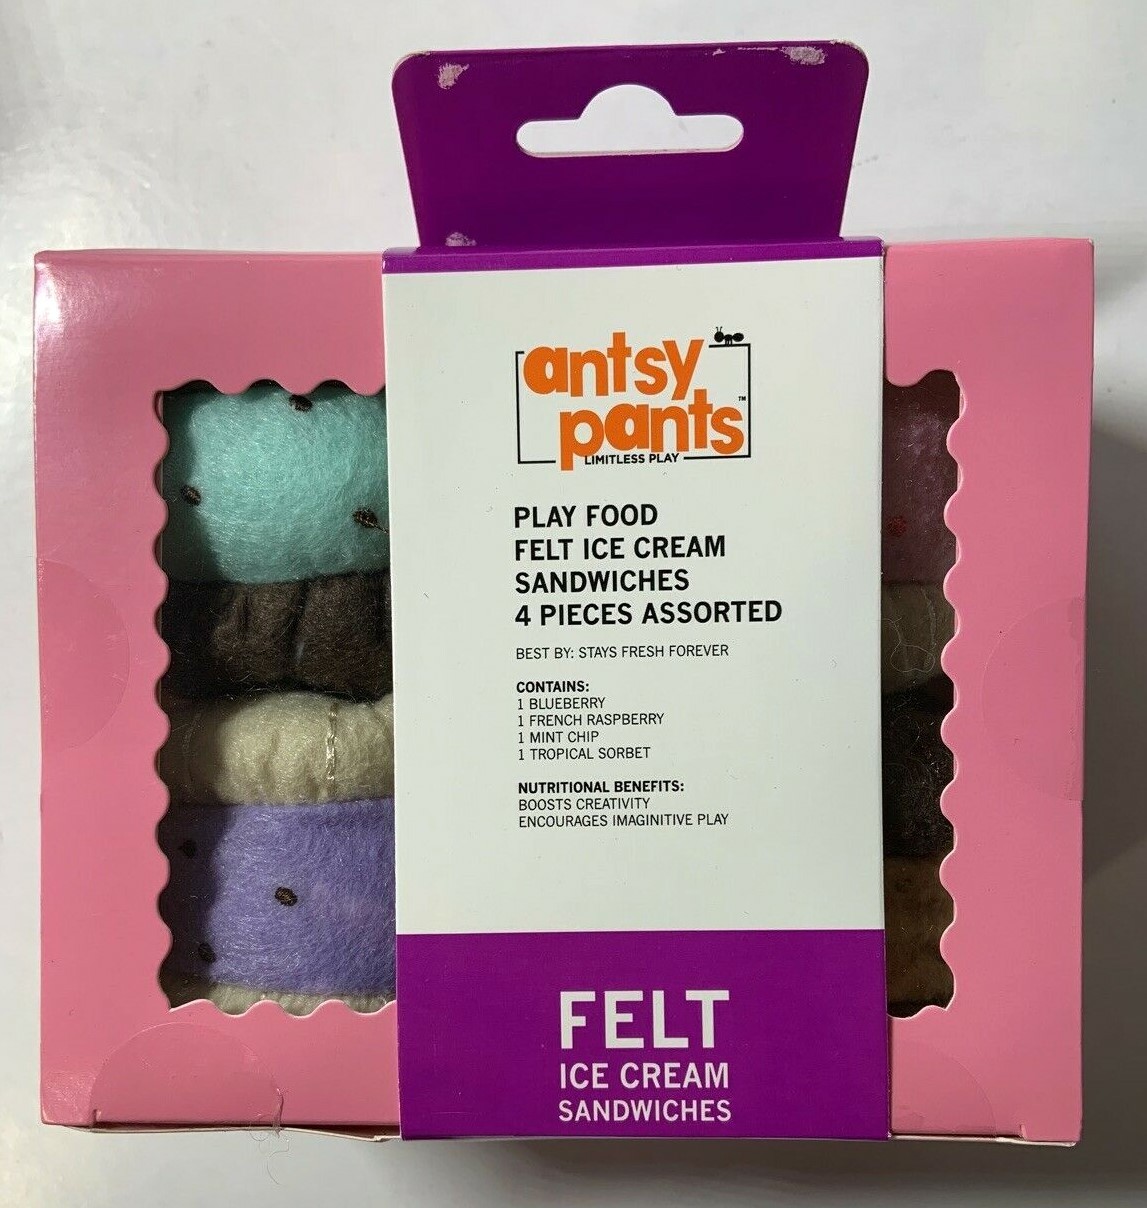 antsy
pants™
LIMITLESS PLAY
PLAY FOOD
FELT ICE CREAM
SANDWICHES
4 PIECES ASSORTED
BEST BY: STAYS FRESH FOREVER
CONTAINS:
1 BLUEBERRY
1 FRENCH RASPBERRY
1 MINT CHIP
1 TROPICAL SORBET
NUTRITIONAL BENEFITS:
BOOSTS CREATIVITY
ENCOURAGES IMAGINITIVE PLAY
FELT
ICE CREAM
SANDWICHES